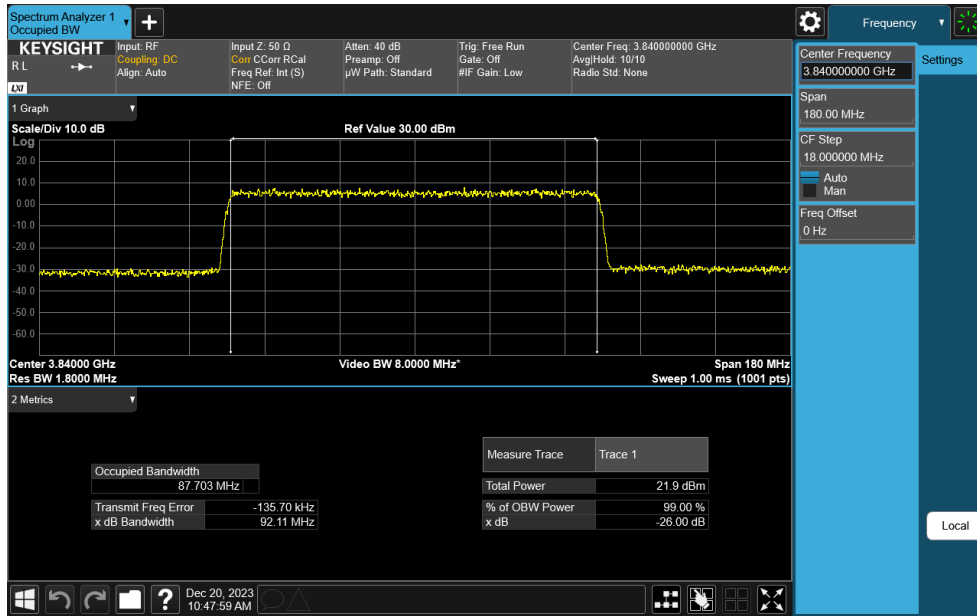 Spectrum Analyzer 1
Occupied BW
+
Frequency
KEYSIGHT
R L
LXI
Input: RF
Coupling: DC
Align: Auto
Input Z: 50 Ω
Corr CCorr RCal
Freq Ref: Int (S)
NFE: Off
Atten: 40 dB
Preamp: Off
µW Path: Standard
Trig: Free Run
Gate: Off
#IF Gain: Low
Center Freq: 3.840000000 GHz
Avg|Hold: 10/10
Radio Std: None
Center Frequency
3.840000000 GHz
Settings
Span
180.00 MHz
CF Step
18.000000 MHz
Auto
Man
Freq Offset
0 Hz
Local
1 Graph
Scale/Div 10.0 dB
Ref Value 30.00 dBm
Log
20.0
10.0
0.00
-10.0
-20.0
-30.0
-40.0
-50.0
-60.0
Center 3.84000 GHz
Video BW 8.0000 MHz*
Span 180 MHz
Res BW 1.8000 MHz
Sweep 1.00 ms (1001 pts)
2 Metrics
Measure Trace Trace 1
Occupied Bandwidth
87.703 MHz
Total Power 21.9 dBm
Transmit Freq Error -135.70 kHz
% of OBW Power 99.00 %
x dB Bandwidth 92.11 MHz
x dB -26.00 dB
?
Dec 20, 2023
10:47:59 AM